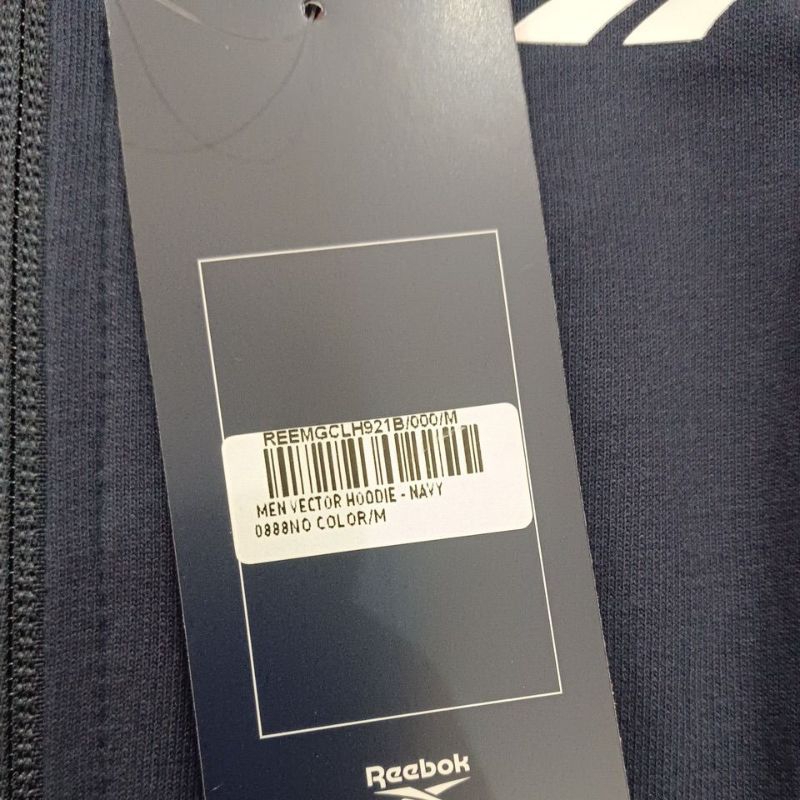 REEMGCLH921B/000/M
MEN VECTOR HOODIE - NAVY
0888NO COLOR/M
Reebok